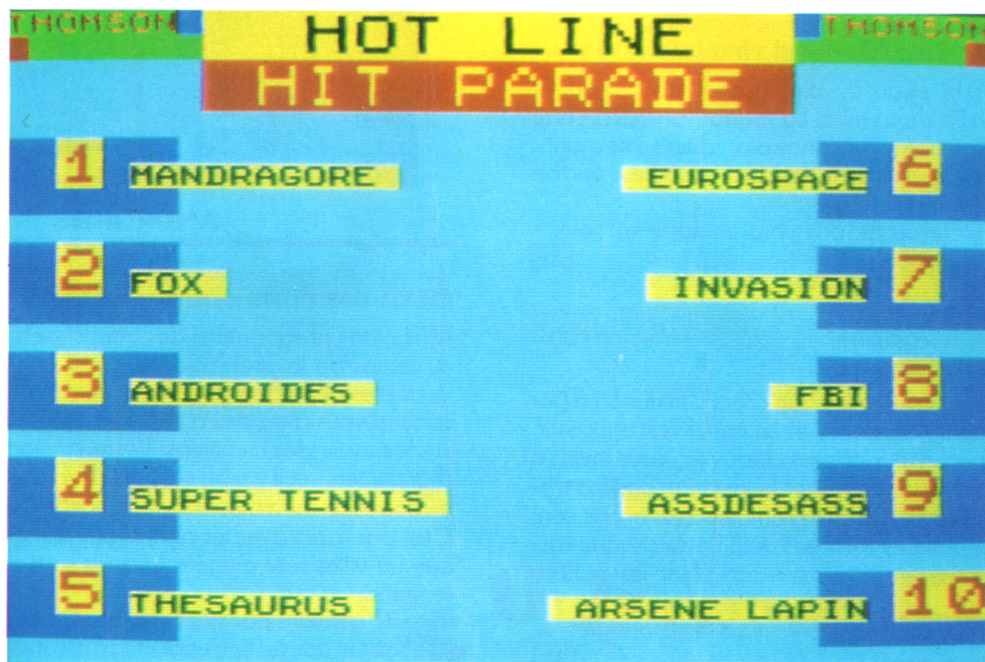 THOMSON HOT LINE THOMSON
HIT PARADE
1 MANDRAGORE
2 FOX
3 ANDROIDES
4 SUPER TENNIS
5 THESAURUS
EUROSPACE 6
INVASION 7
FBI 8
ASSDESASS 9
ARSENE LAPIN 10